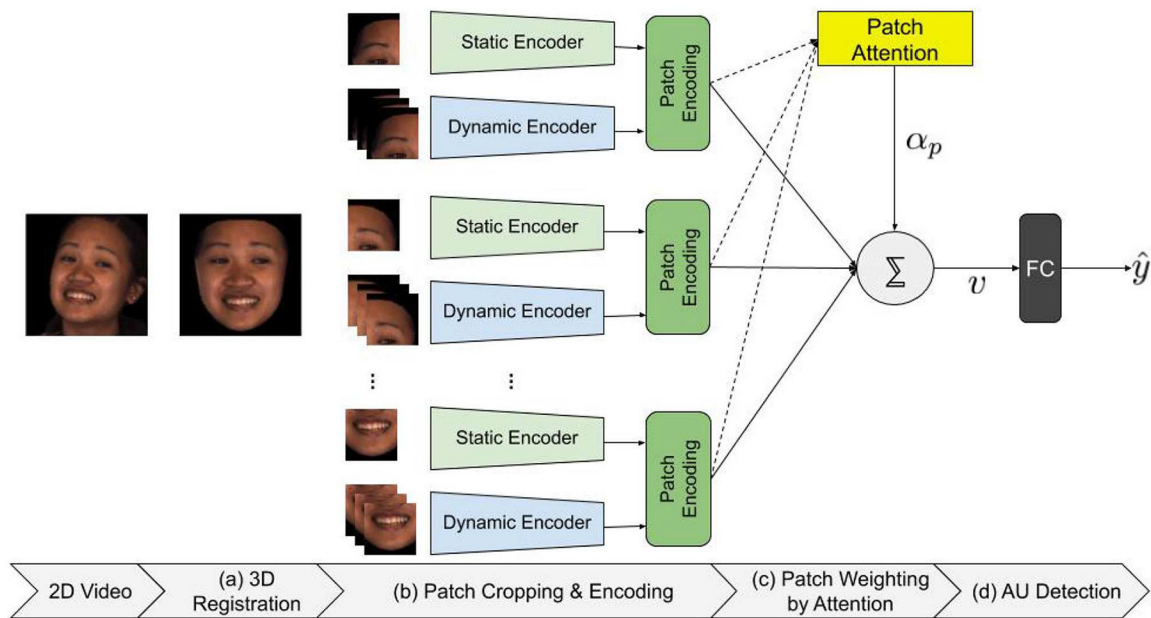 Static Encoder
Dynamic Encoder
Patch
Encoding
Patch
Attention
α_p
Static Encoder
Dynamic Encoder
Patch
Encoding
Σ
v
FC
ŷ
...
...
Static Encoder
Dynamic Encoder
Patch
Encoding
2D Video
(a) 3D
Registration
(b) Patch Cropping & Encoding
(c) Patch Weighting
by Attention
(d) AU Detection